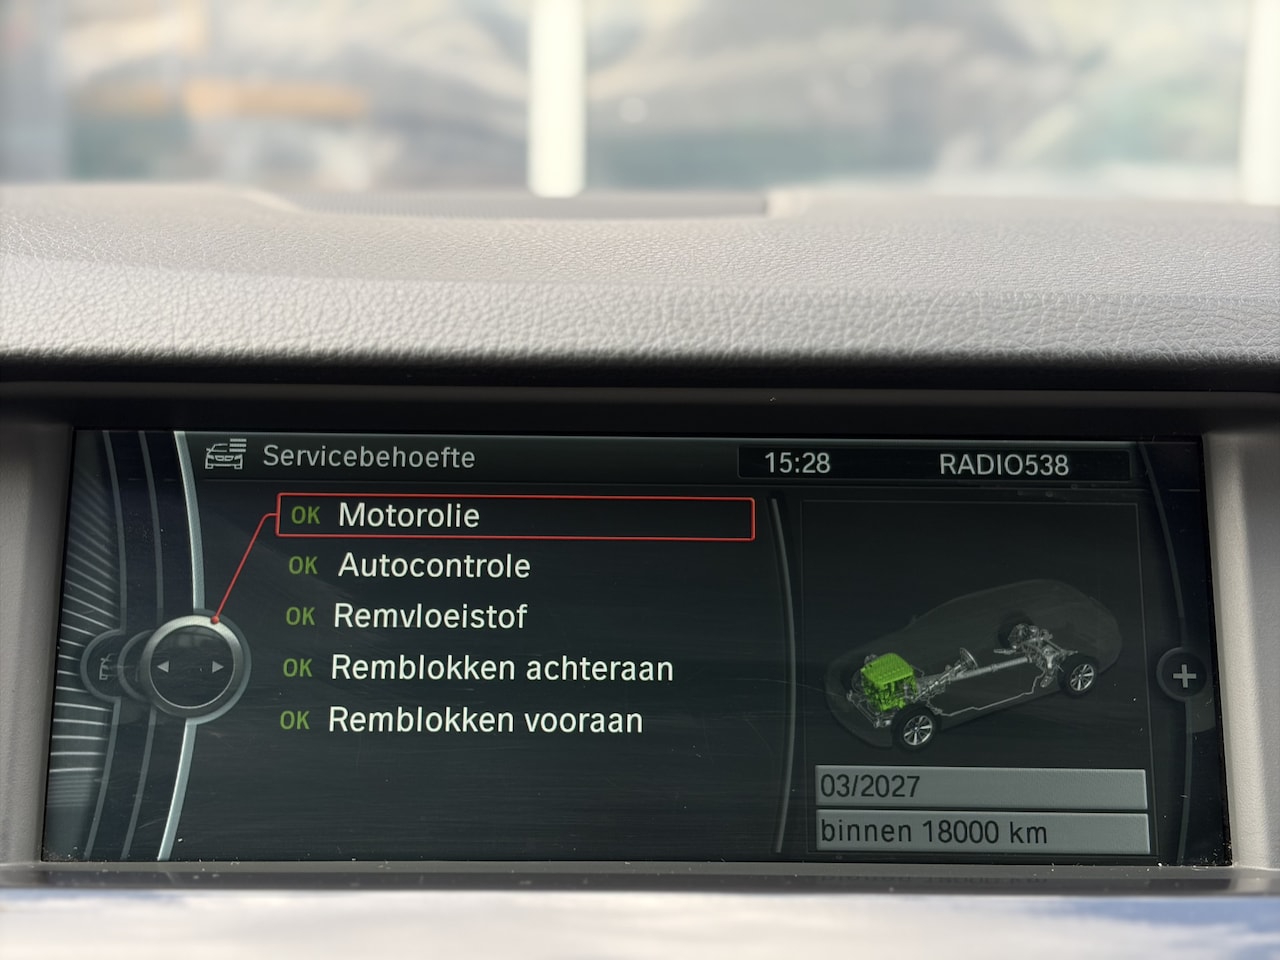 Servicebehoefte
15:28
RADIO538
OK Motorolie
OK Autocontrole
OK Remvloeistof
OK Remblokken achteraan
OK Remblokken vooraan
03/2027
binnen 18000 km